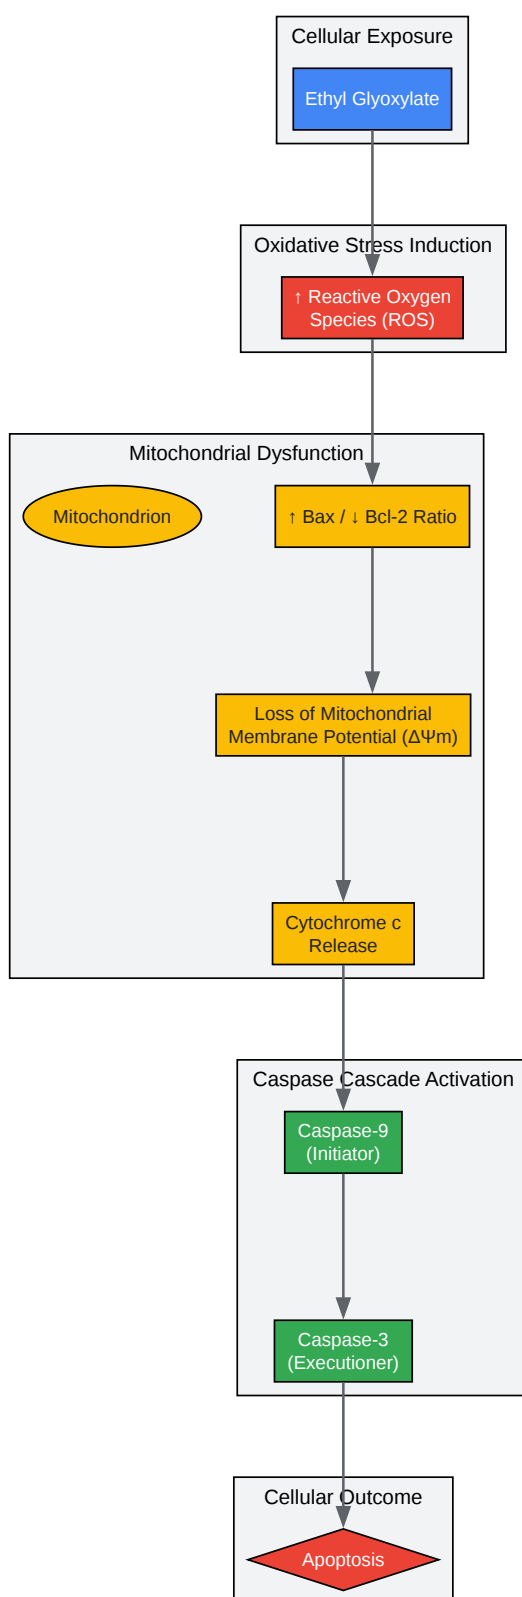 Cellular Exposure
Ethyl Glyoxylate
Oxidative Stress Induction
↑ Reactive Oxygen
Species (ROS)
Mitochondrial Dysfunction
Mitochondrion
↑ Bax / ↓ Bcl-2 Ratio
Loss of Mitochondrial
Membrane Potential (ΔΨm)
Cytochrome c
Release
Caspase Cascade Activation
Caspase-9
(Initiator)
Caspase-3
(Executioner)
Cellular Outcome
Apoptosis